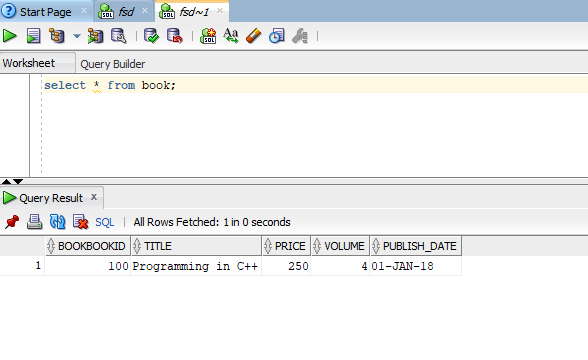 Start Page fsd fsd~1
Worksheet Query Builder
select * from book;
Query Result
SQL All Rows Fetched: 1 in 0 seconds
BOOKBOOKID TITLE PRICE VOLUME PUBLISH_DATE
1 100 Programming in C++ 250 4 01-JAN-18